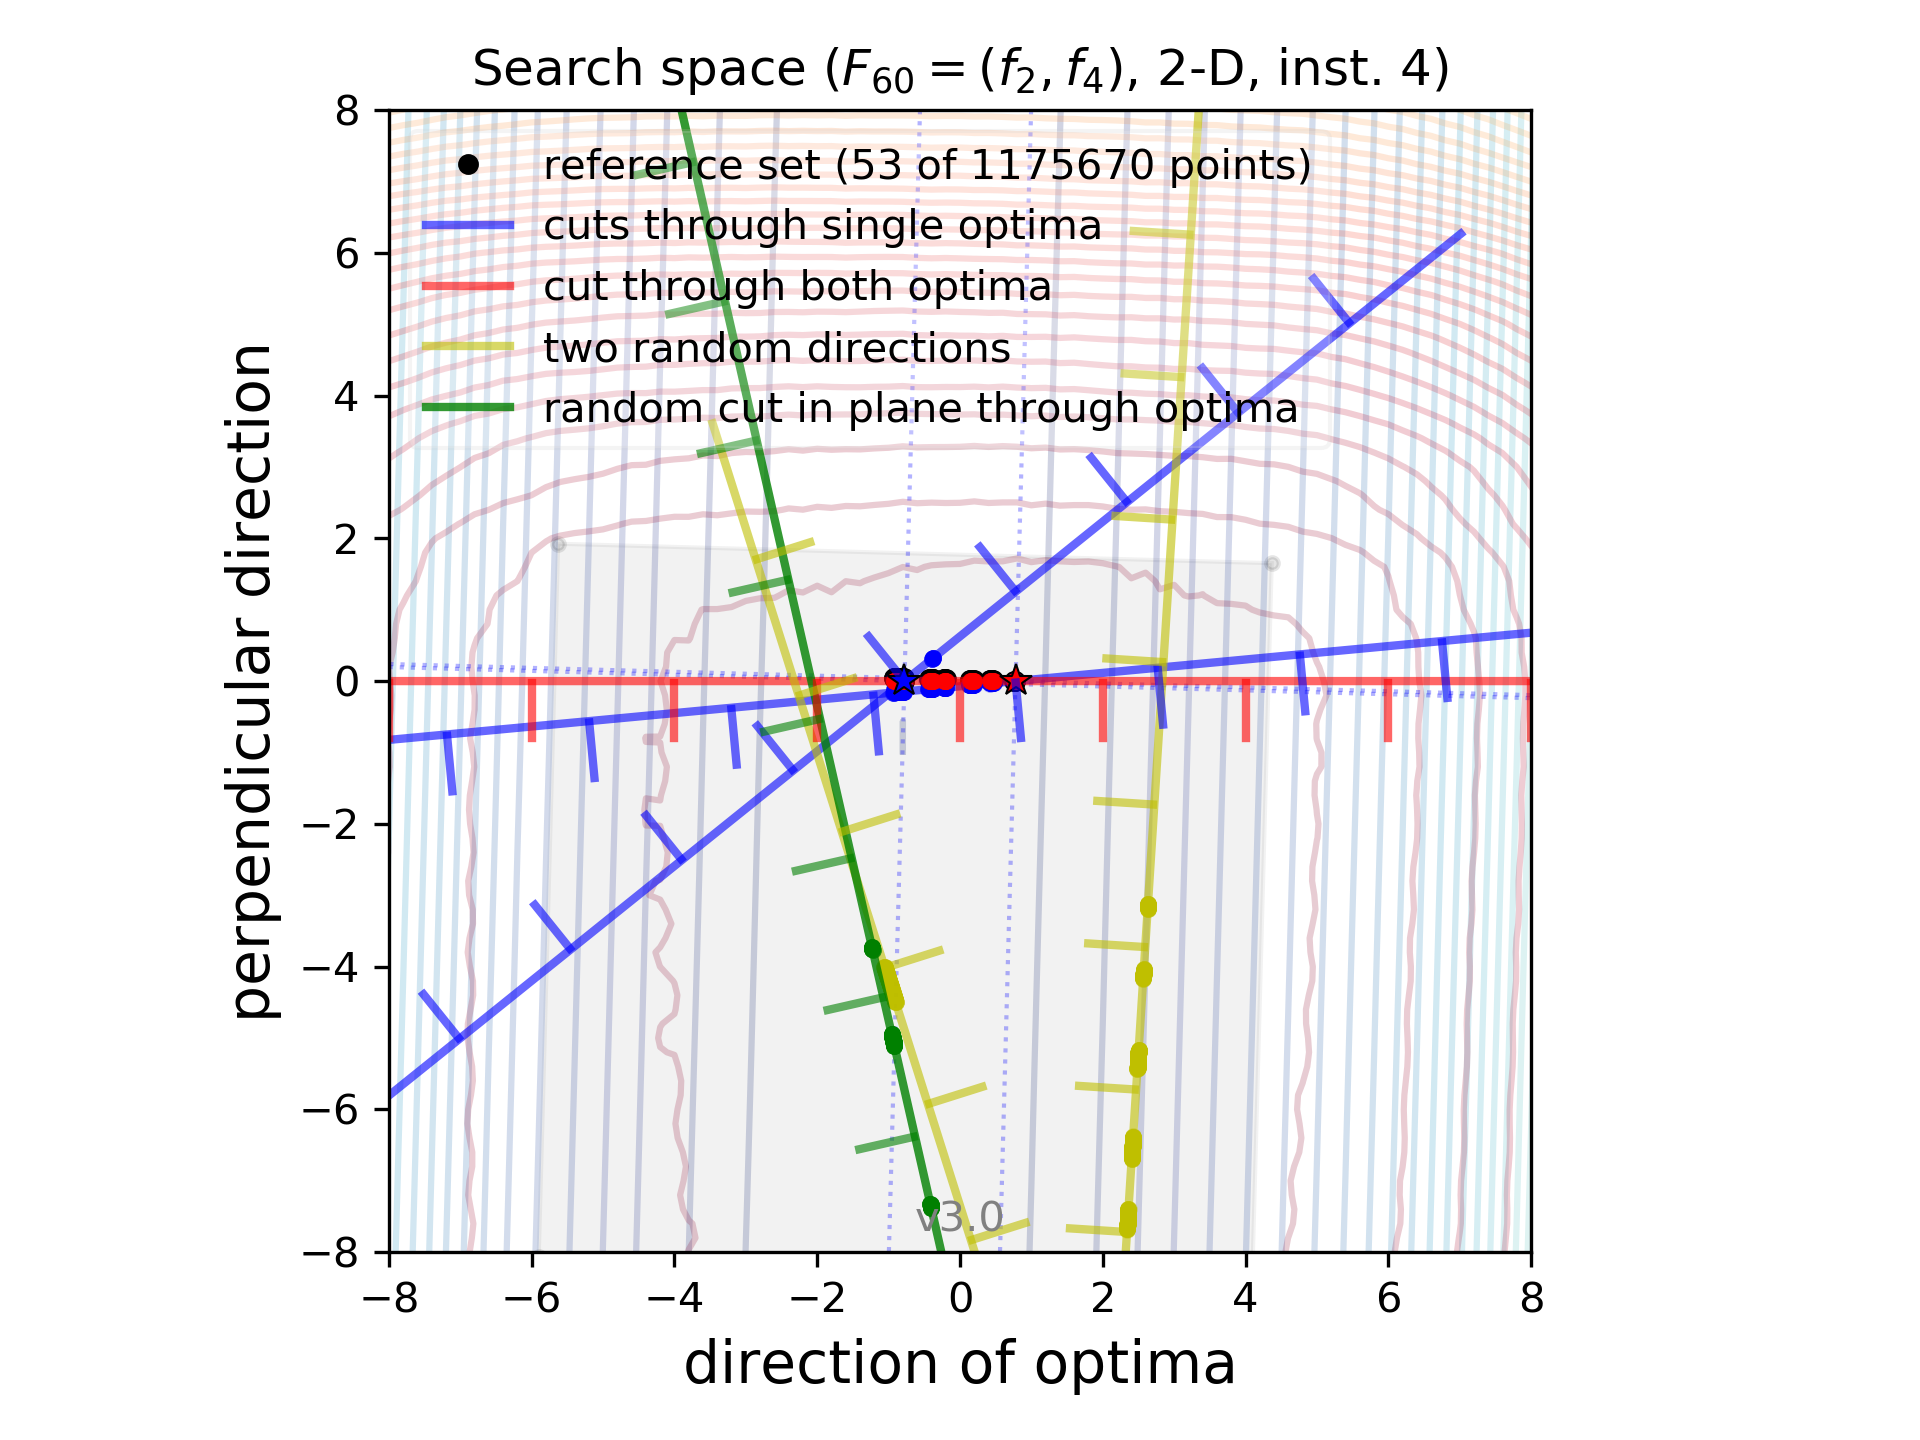 Search space (F60 = (f2, f4), 2-D, inst. 4)
reference set (53 of 1175670 points)
cuts through single optima
cut through both optima
two random directions
random cut in plane through optima
perpendicular direction
8
6
4
2
0
−2
−4
−6
−8
v3.0
−8 −6 −4 −2 0 2 4 6 8
direction of optima